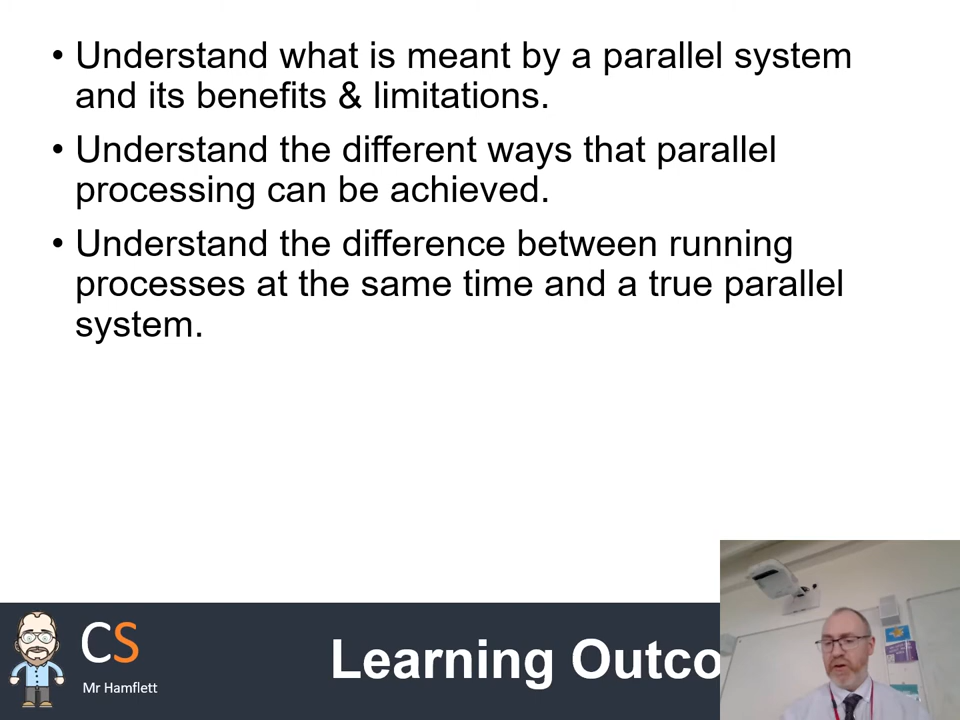 • Understand what is meant by a parallel system
and its benefits & limitations.
• Understand the different ways that parallel
processing can be achieved.
• Understand the difference between running
processes at the same time and a true parallel
system.
CS
Mr Hamflett
Learning Outco